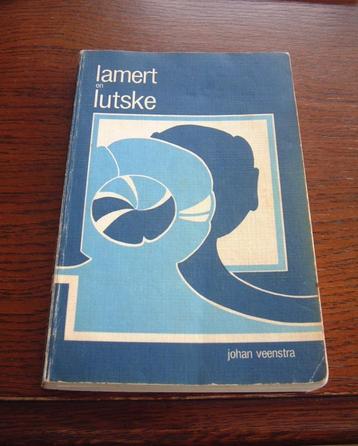 lamert
en
lutske
johan veenstra